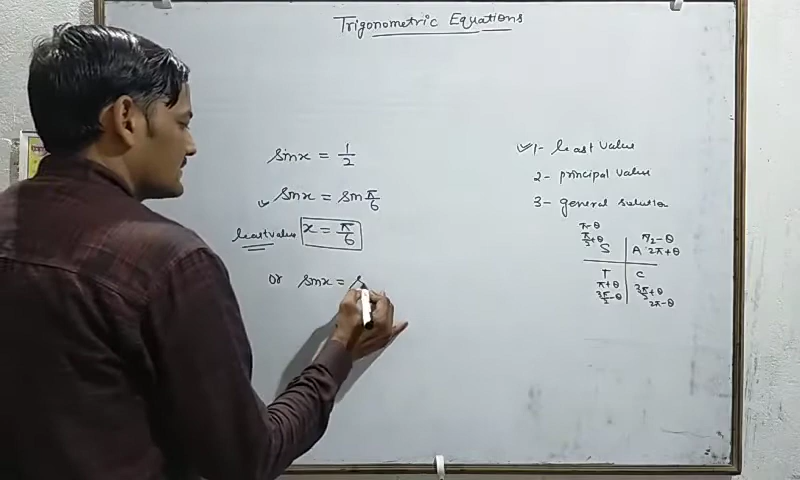 Trigonometric Equations
sinx = 1/2
sinx = sin π/6
least value x = π/6
or sinx = s
✓1- least value
2- principal value
3- general solution
π-θ
π/2+θ
S
π/2-θ
A 2π+θ
T
π+θ
3π/2-θ
C
3π/2+θ
2π-θ